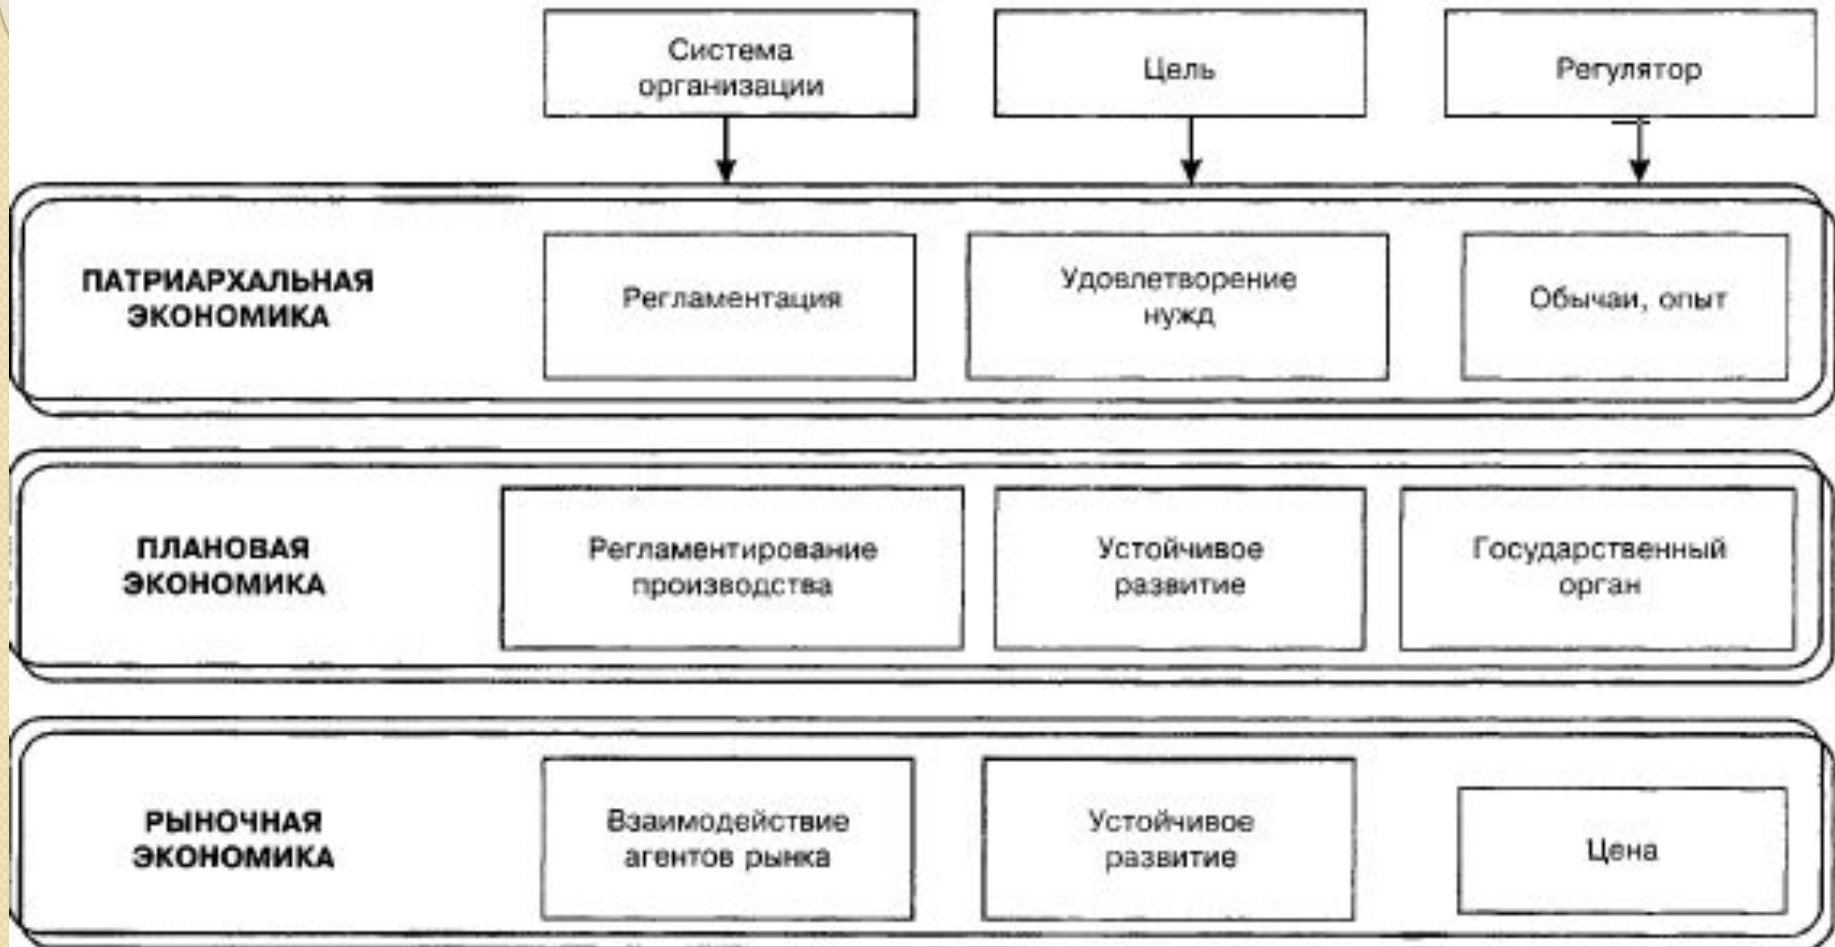 Система
организации
Цель
Регулятор
ПАТРИАРХАЛЬНАЯ
ЭКОНОМИКА
Регламентация
Удовлетворение
нужд
Обычаи, опыт
ПЛАНОВАЯ
ЭКОНОМИКА
Регламентирование
производства
Устойчивое
развитие
Государственный
орган
РЫНОЧНАЯ
ЭКОНОМИКА
Взаимодействие
агентов рынка
Устойчивое
развитие
Цена